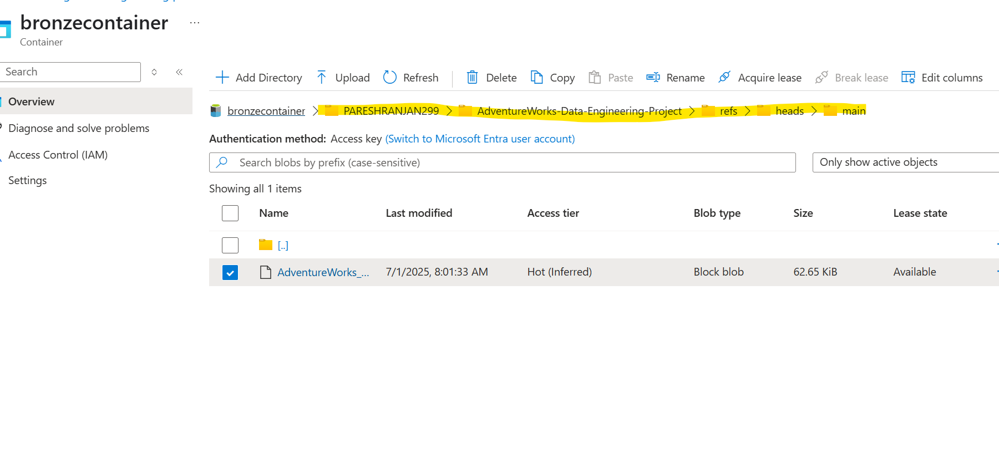 bronzecontainer ...
Container
Search
Overview
Diagnose and solve problems
Access Control (IAM)
Settings
Add Directory Upload Refresh Delete Copy Paste Rename Acquire lease Break lease Edit columns
bronzecontainer > PARESHRANJAN299 > AdventureWorks-Data-Engineering-Project > refs > heads > main
Authentication method: Access key (Switch to Microsoft Entra user account)
Search blobs by prefix (case-sensitive)
Only show active objects
Showing all 1 items
Name Last modified Access tier Blob type Size Lease state
[..]
AdventureWorks_... 7/1/2025, 8:01:33 AM Hot (Inferred) Block blob 62.65 KiB Available